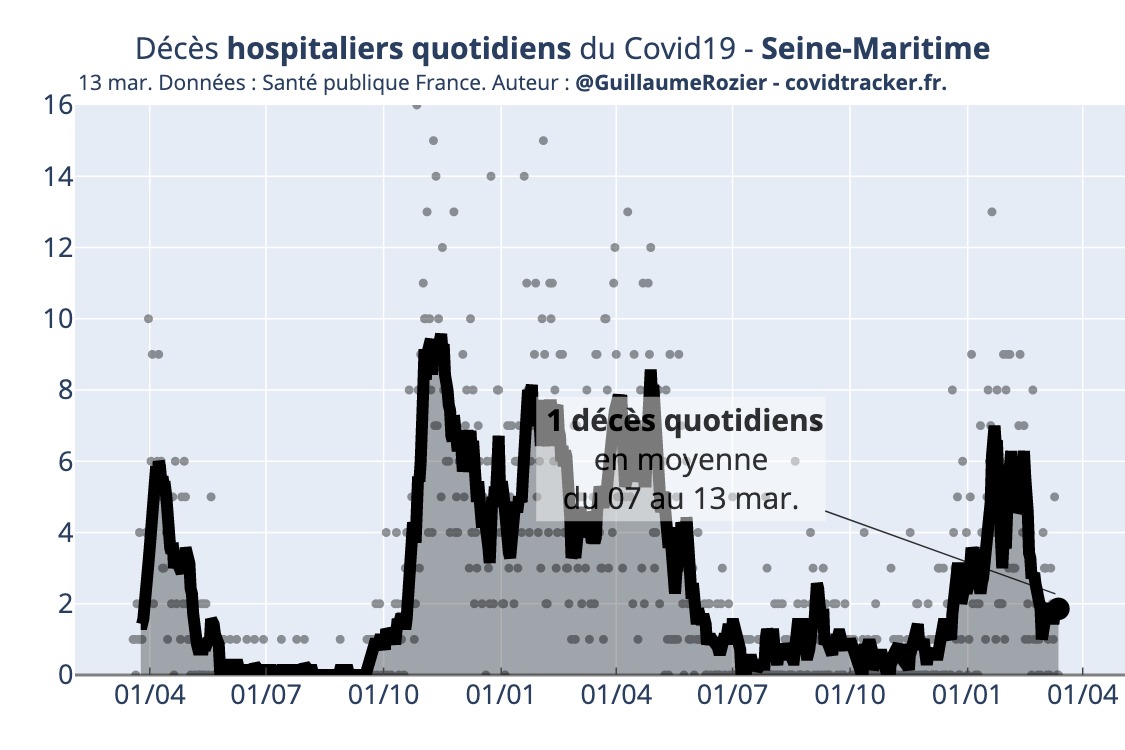 Décès hospitaliers quotidiens du Covid19 - Seine-Maritime
13 mar. Données : Santé publique France. Auteur : @GuillaumeRozier - covidtracker.fr.
16
14
12
10
8
6
4
2
0
1 décès quotidiens
en moyenne
du 07 au 13 mar.
01/04 01/07 01/10 01/01 01/04 01/07 01/10 01/01 01/04